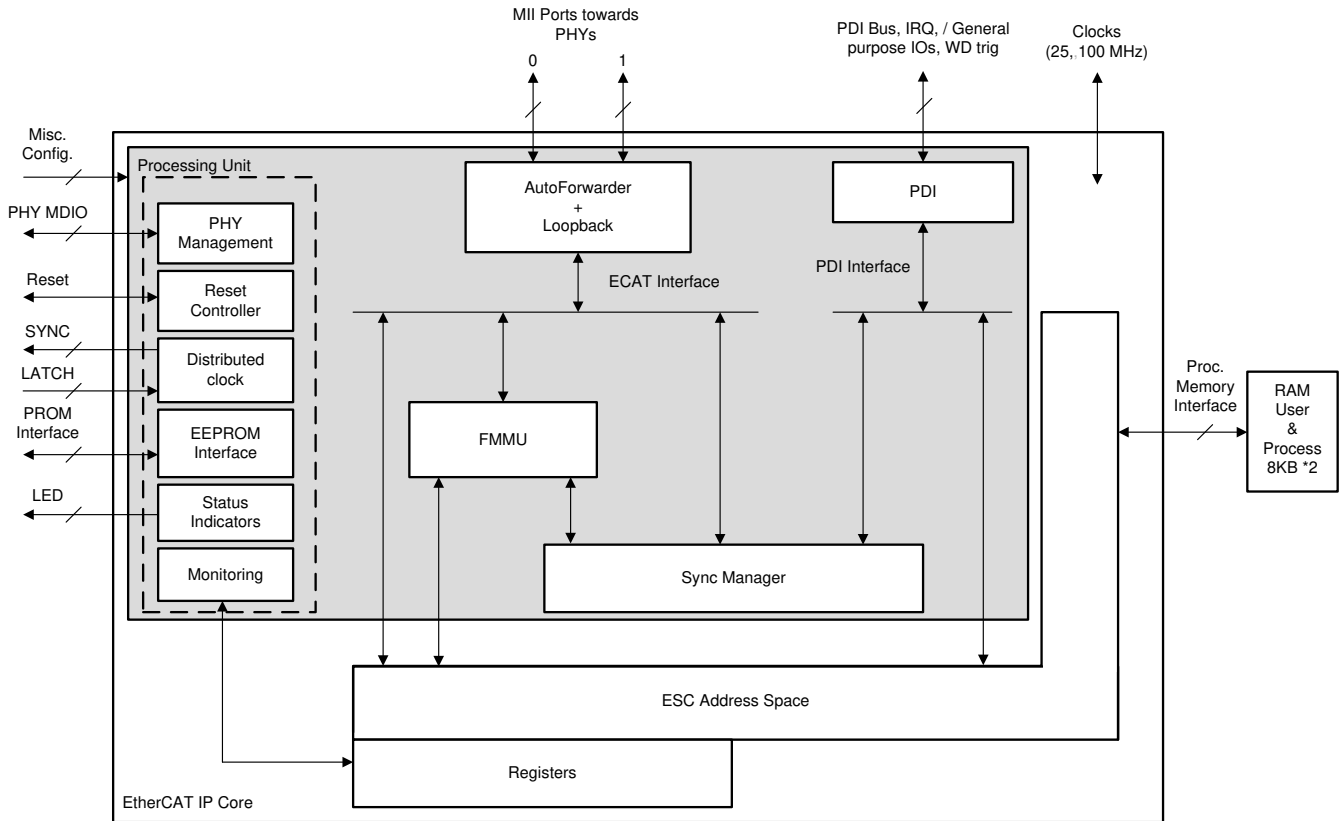 MII Ports towards
PHYs
0
1
PDI Bus, IRQ, / General
purpose IOs, WD trig
Clocks
(25,,100 MHz)
Misc.
Config.
PHY MDIO
Reset
SYNC
LATCH
PROM
Interface
LED
Processing Unit
PHY
Management
Reset
Controller
Distributed
clock
EEPROM
Interface
Status
Indicators
Monitoring
AutoForwarder
+
Loopback
ECAT Interface
PDI
PDI Interface
FMMU
Sync Manager
Proc.
Memory
Interface
RAM
User
&
Process
8KB *2
ESC Address Space
Registers
EtherCAT IP Core